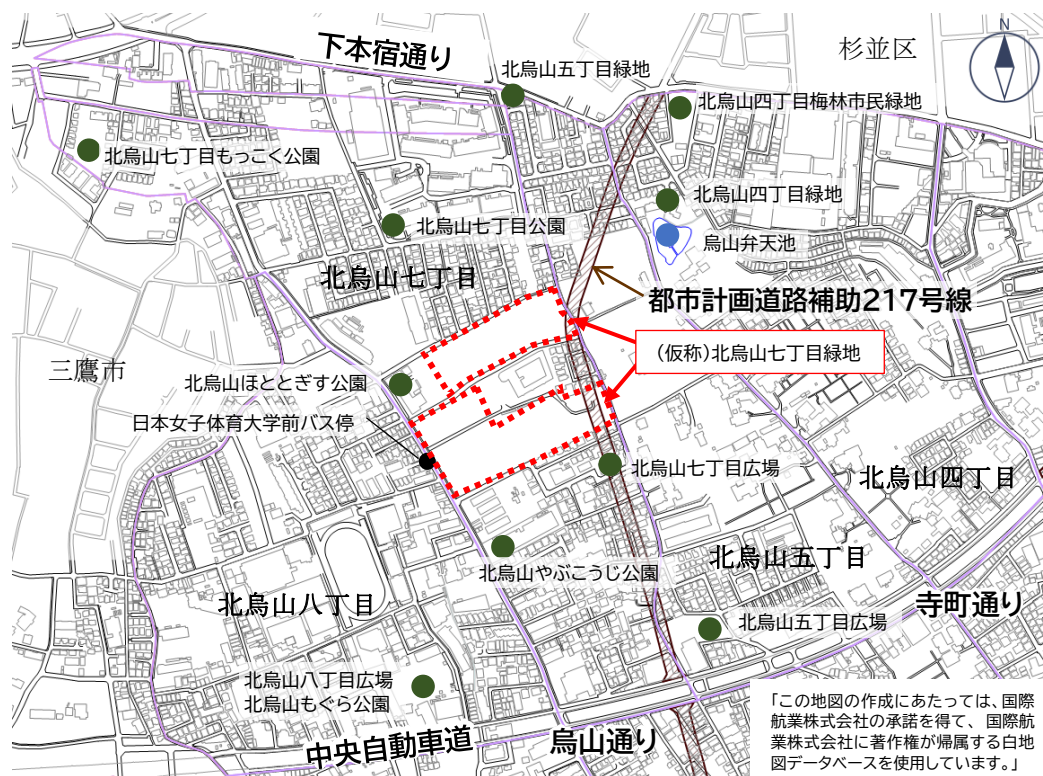 下本宿通り
杉並区
N
北烏山五丁目緑地
北烏山四丁目梅林市民緑地
北烏山七丁目もっこく公園
北烏山四丁目緑地
北烏山七丁目公園
烏山弁天池
北烏山七丁目
都市計画道路補助217号線
(仮称)北烏山七丁目緑地
三鷹市
北烏山ほととぎす公園
日本女子体育大学前バス停
北烏山七丁目広場
北烏山四丁目
北烏山五丁目
北烏山やぶこうじ公園
北烏山八丁目
寺町通り
北烏山五丁目広場
北烏山八丁目広場
北烏山もぐら公園
烏山通り
中央自動車道
「この地図の作成にあたっては、国際
航業株式会社の承諾を得て、国際航
業株式会社に著作権が帰属する白地
図データベースを使用しています。」